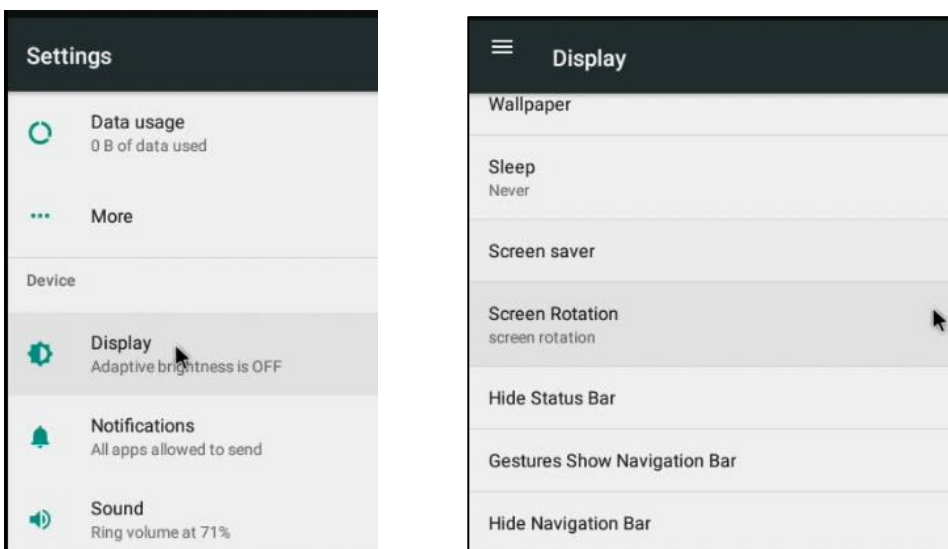 Settings
Data usage
0 B of data used
More
Device
Display
Adaptive brightness is OFF
Notifications
All apps allowed to send
Sound
Ring volume at 71%
Display
Wallpaper
Sleep
Never
Screen saver
Screen Rotation
screen rotation
Hide Status Bar
Gestures Show Navigation Bar
Hide Navigation Bar